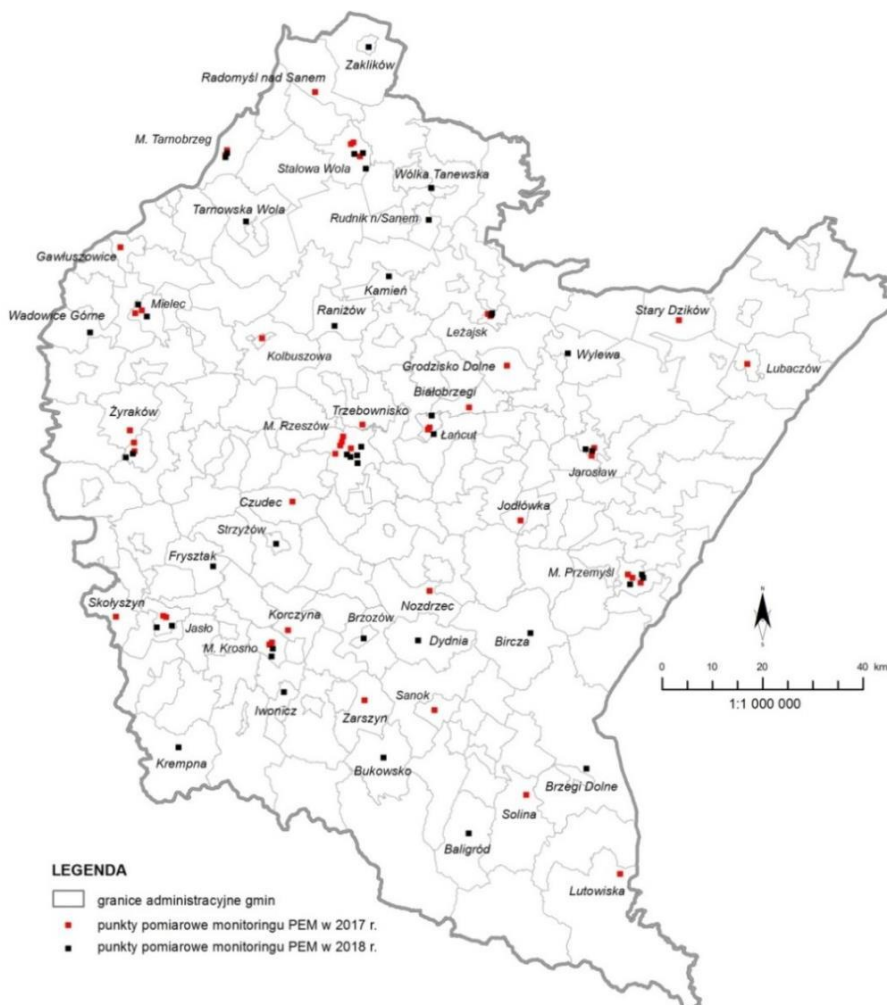 Zaklików
Radomyśl nad Sanem
M. Tarnobrzeg
Stalowa Wola
Wólka Tanewska
Tarnowska Wola
Rudnik n/Sanem
Gawłuszowice
Kamień
Mielec
Wadowice Górne
Raniżów
Leżajsk
Stary Dzików
Kolbuszowa
Wylewa
Grodzisko Dolne
Lubaczów
Białobrzegi
Żyraków
Trzebownisko
M. Rzeszów
Łańcut
Jarosław
Czudec
Jodłówka
Strzyżów
Frysztak
M. Przemyśl
Skołyszyn
Nozdrzec
Korczyna
Brzozów
Jasło
Dydnia
Bircza
M. Krosno
n
s
0 20 40 km
1:1 000 000
Iwonicz
Zarszyn
Sanok
Krempna
Bukowsko
Brzegi Dolne
Solina
Baligród
Lutowiska
LEGENDA
granice administracyjne gmin
punkty pomiarowe monitoringu PEM w 2017 r.
punkty pomiarowe monitoringu PEM w 2018 r.